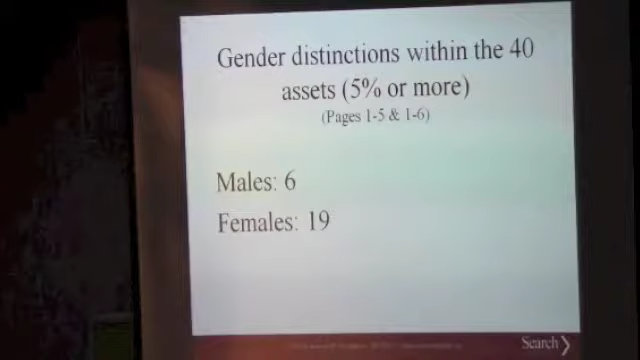 Gender distinctions within the 40
assets (5% or more)
(Pages 1-5 & 1-6)
Males: 6
Females: 19
Search